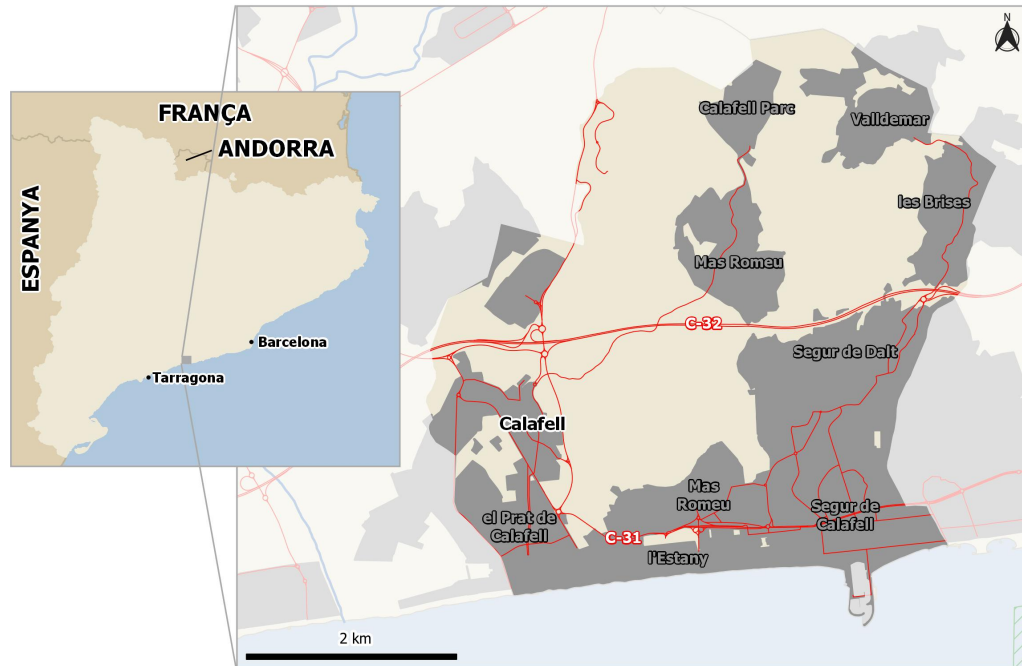 N
FRANÇA
ANDORRA
ESPANYA
Barcelona
Tarragona
Calafell Parc
Valldemar
les Brises
Mas Romeu
C-32
Segur de Dalt
Calafell
Mas
Romeu
el Prat de
Calafell
Segur de
Calafell
C-31
l'Estany
2 km